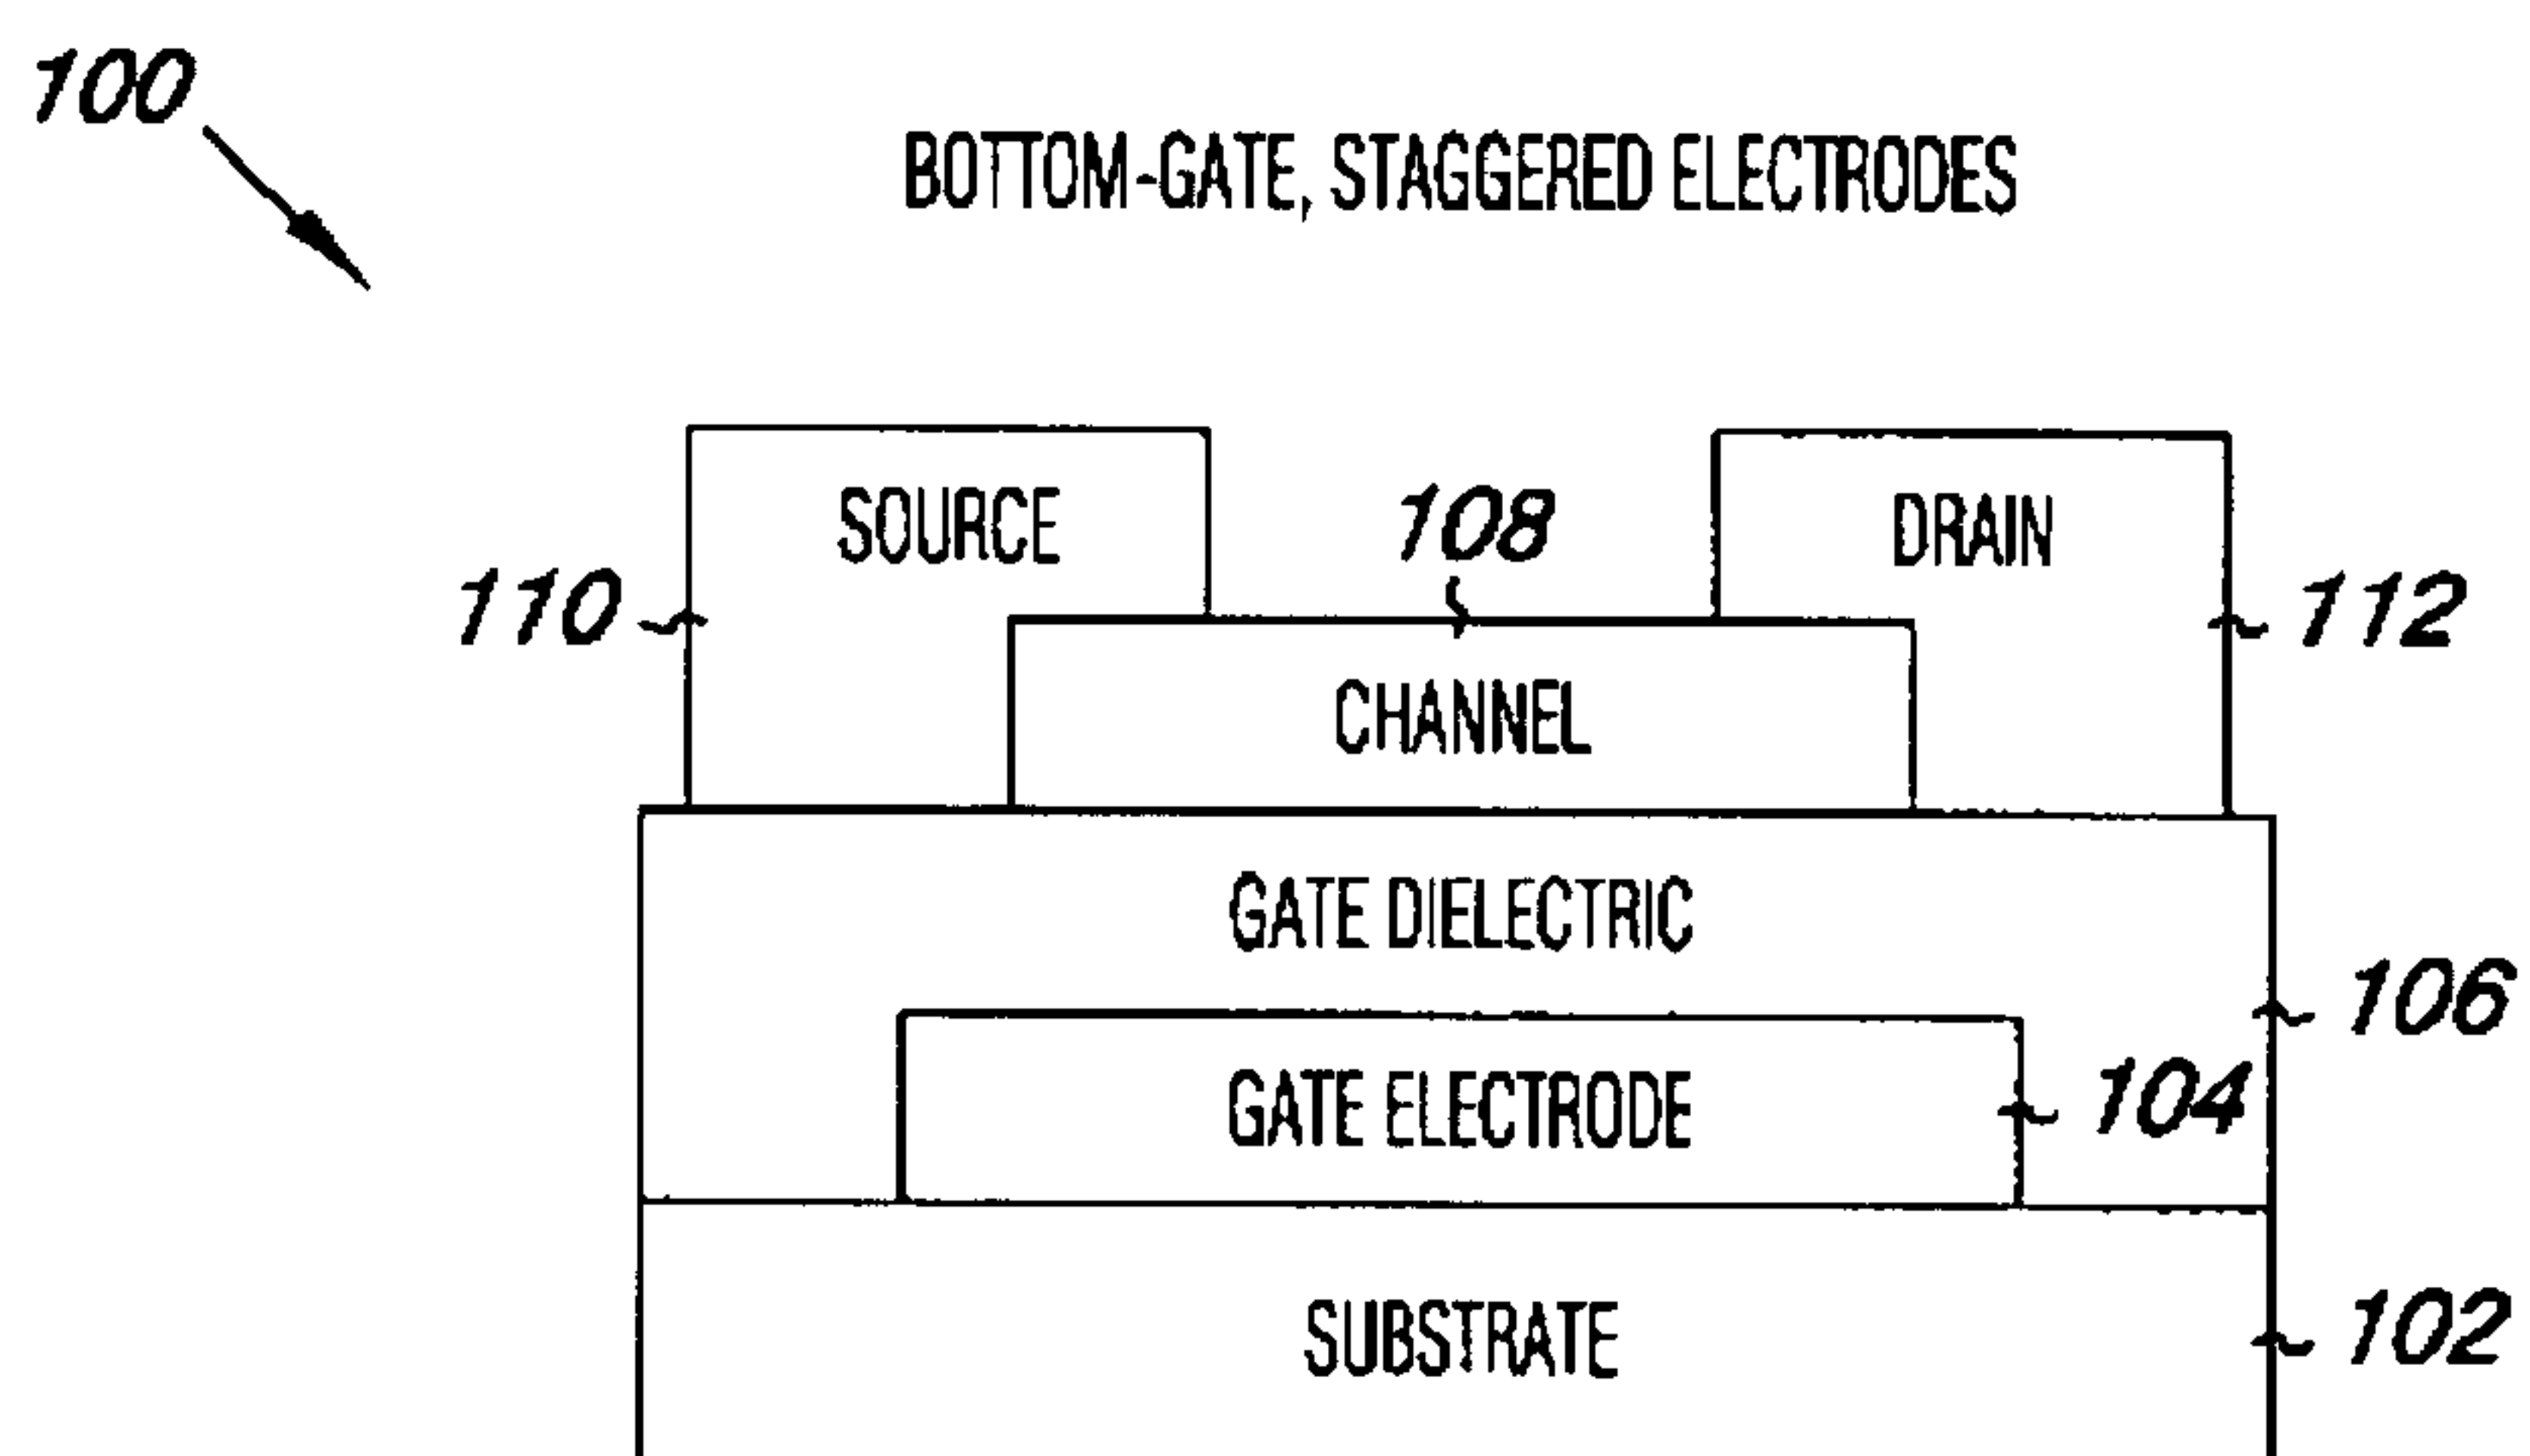 100
BOTTOM-GATE, STAGGERED ELECTRODES
SOURCE
108
DRAIN
110
112
CHANNEL
GATE DIELECTRIC
106
GATE ELECTRODE
104
SUBSTRATE
102